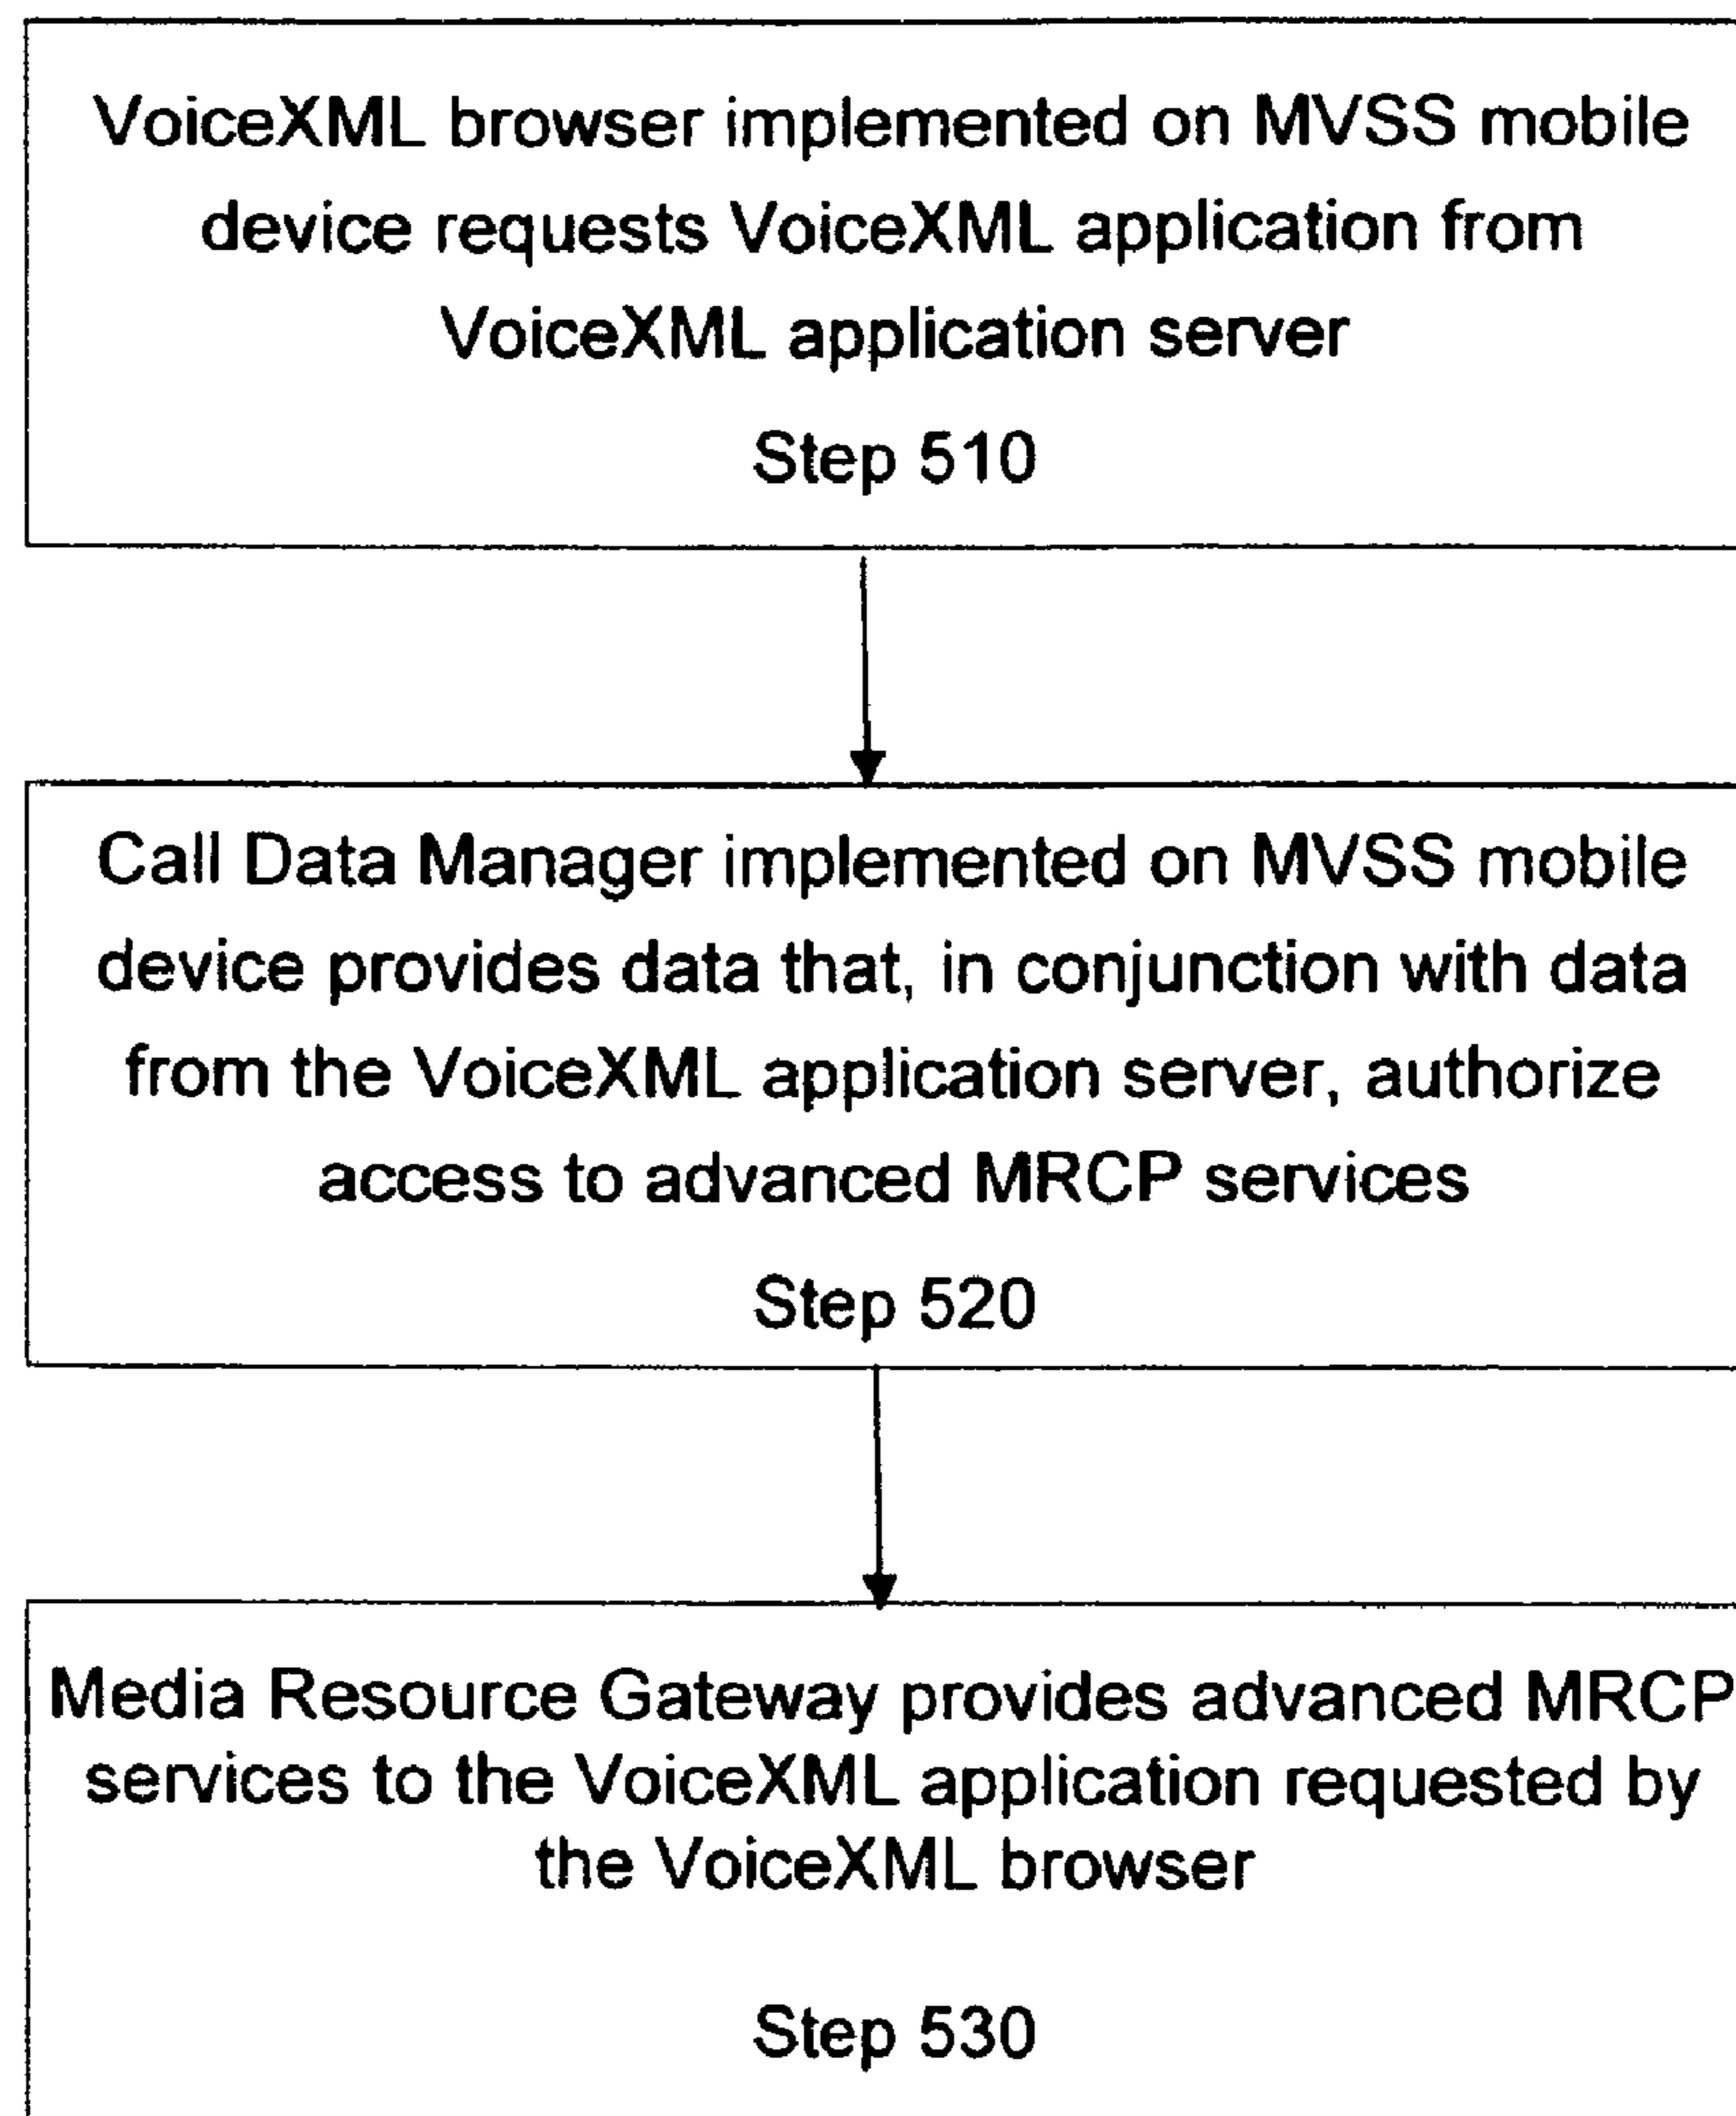 VoiceXML browser implemented on MVSS mobile
device requests VoiceXML application from
VoiceXML application server
Step 510
Call Data Manager implemented on MVSS mobile
device provides data that, in conjunction with data
from the VoiceXML application server, authorize
access to advanced MRCP services
Step 520
Media Resource Gateway provides advanced MRCP
services to the VoiceXML application requested by
the VoiceXML browser
Step 530